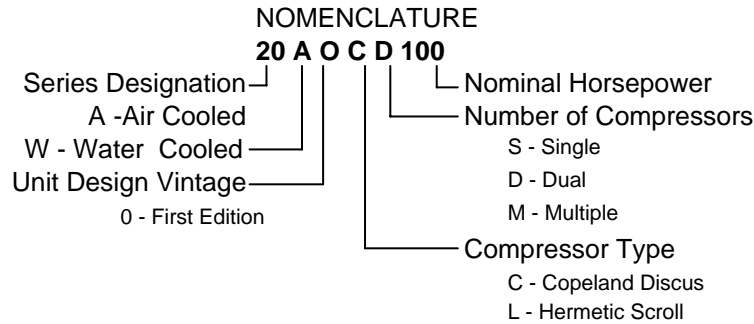 NOMENCLATURE
20 A O C D 100
Series Designation
A -Air Cooled
W - Water Cooled
Unit Design Vintage
0 - First Edition
Nominal Horsepower
Number of Compressors
S - Single
D - Dual
M - Multiple
Compressor Type
C - Copeland Discus
L - Hermetic Scroll